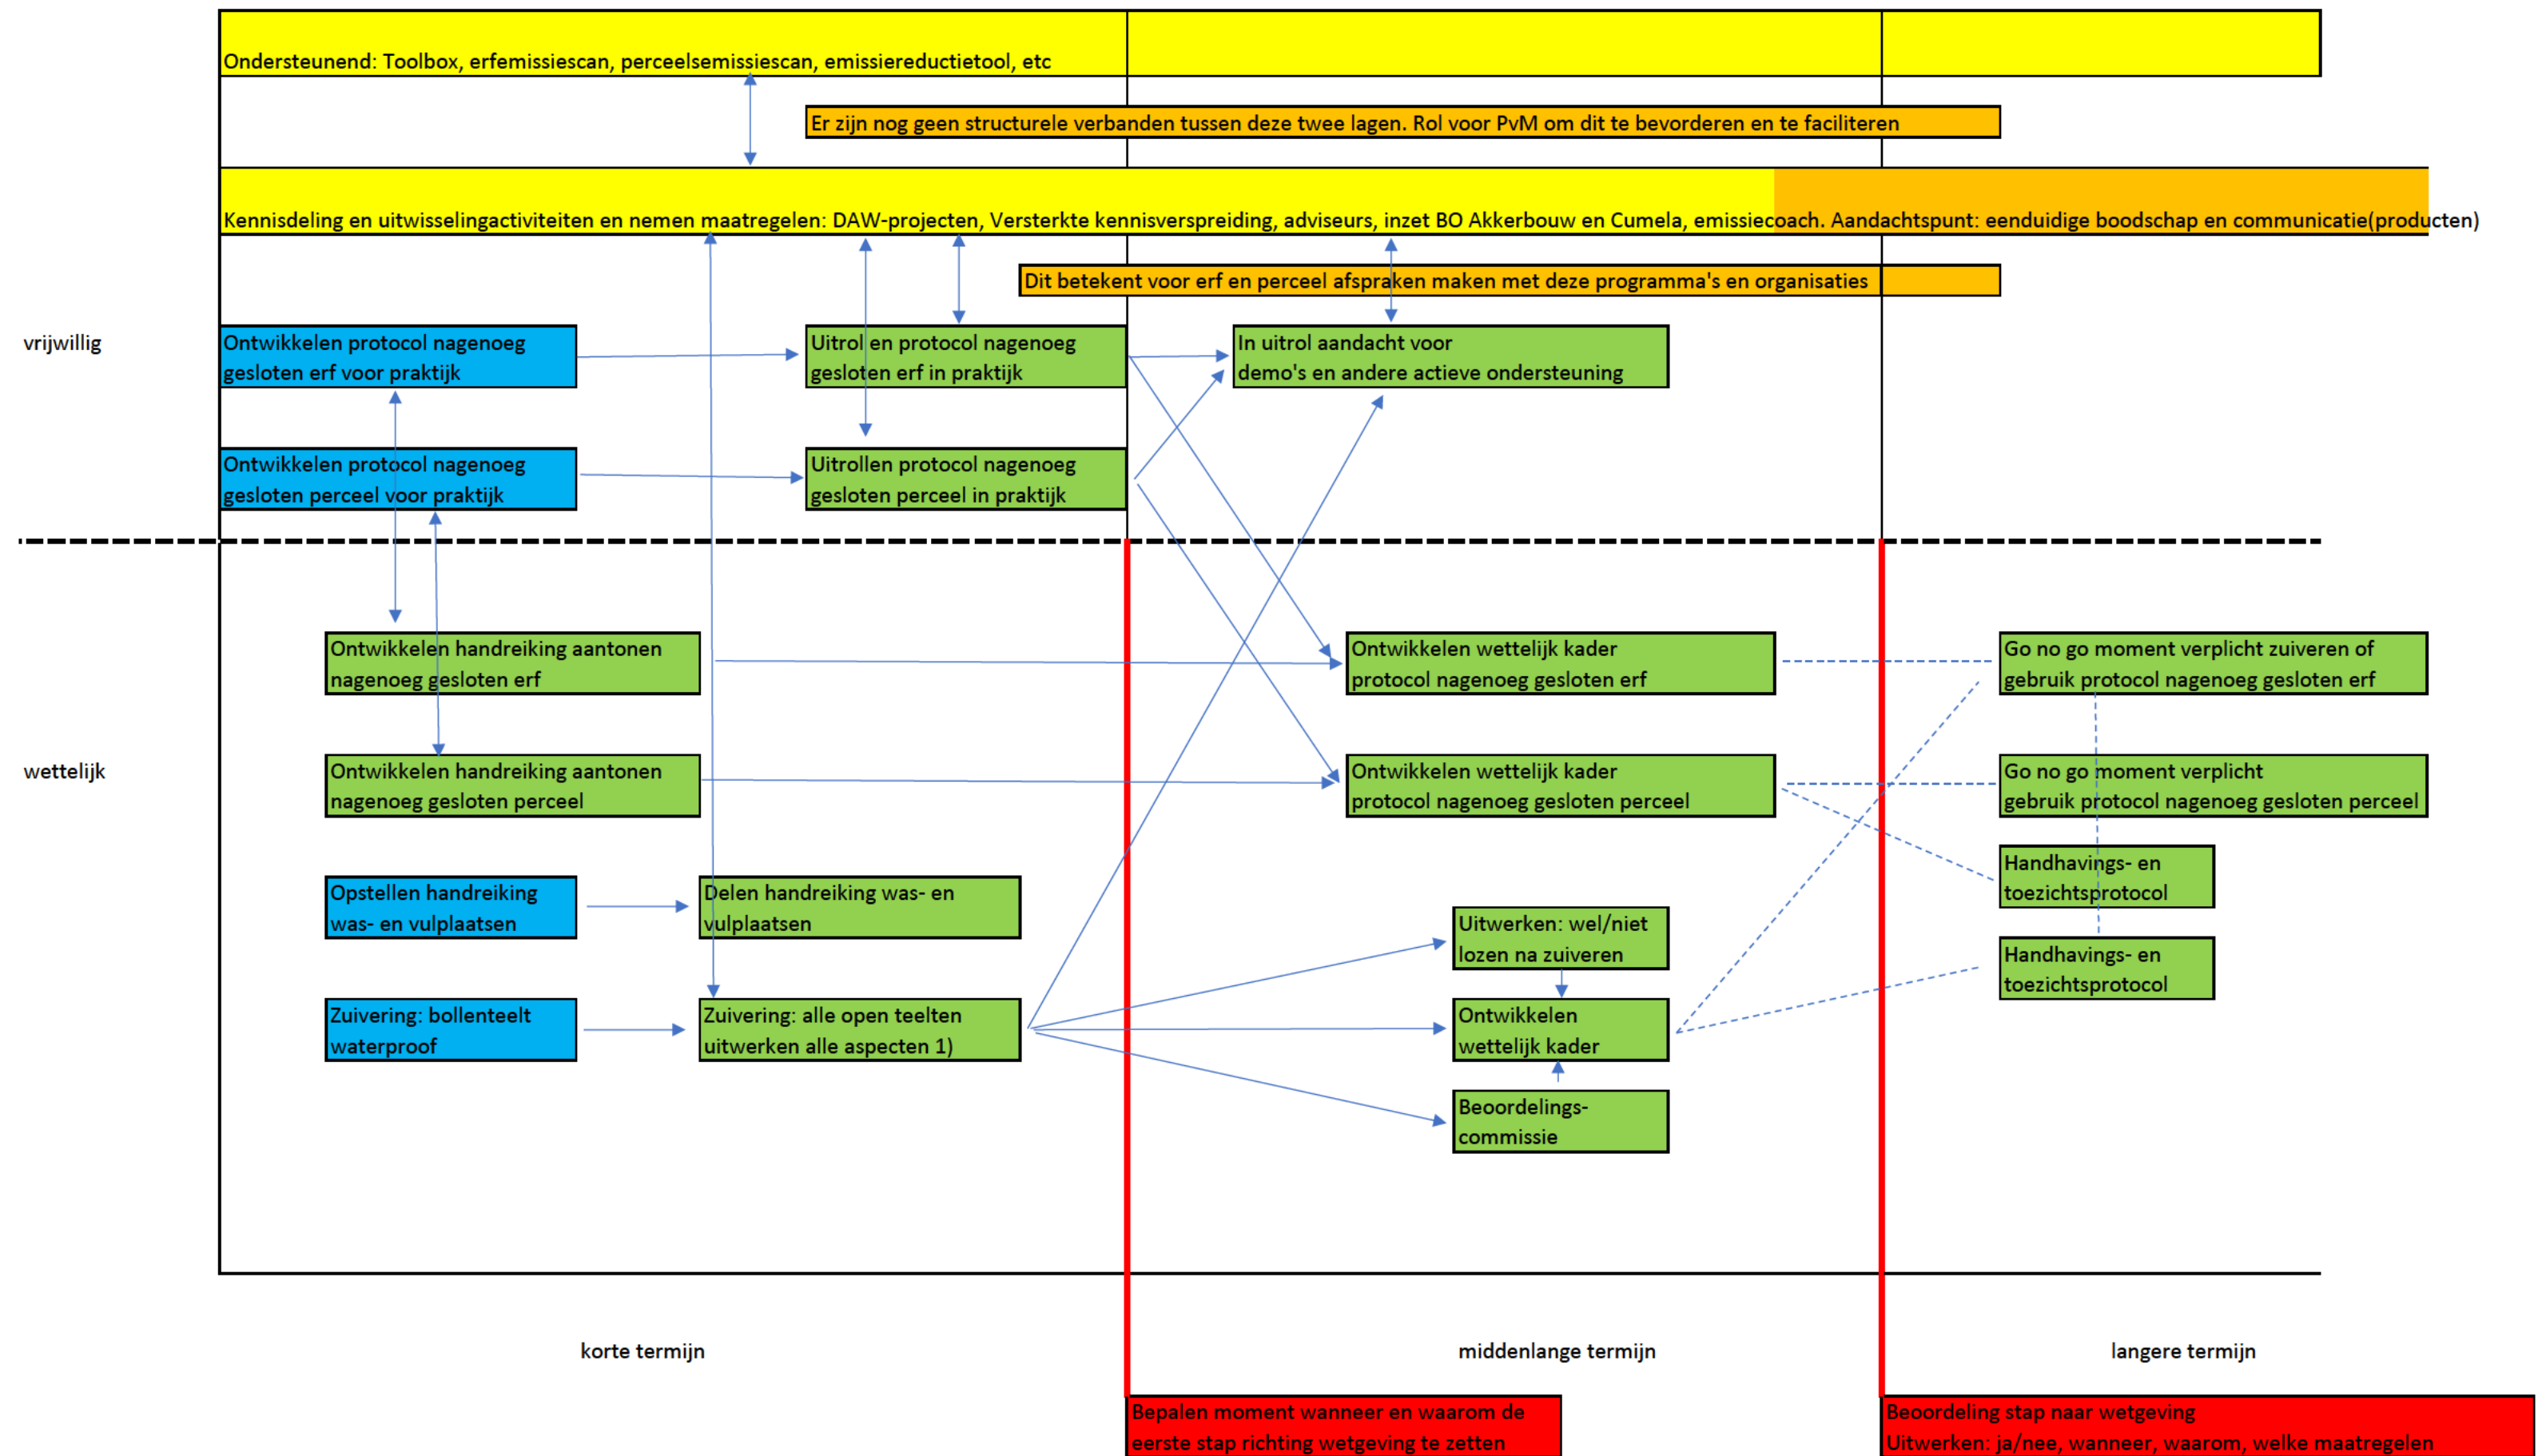 Ondersteunend: Toolbox, erfemissiescan, perceelsemissiescan, emissiereductietool, etc
Er zijn nog geen structurele verbanden tussen deze twee lagen. Rol voor PvM om dit te bevorderen en te faciliteren
Kennisdeling en uitwisselingactiviteiten en nemen maatregelen: DAW-projecten, Versterkte kennisverspreiding, adviseurs, inzet BO Akkerbouw en Cumela, emissiecoach. Aandachtspunt: eenduidige boodschap en communicatie(producten)
Dit betekent voor erf en perceel afspraken maken met deze programma's en organisaties
vrijwillig
Ontwikkelen protocol nagenoeg
gesloten erf voor praktijk
Uitrol en protocol nagenoeg
gesloten erf in praktijk
In uitrol aandacht voor
demo's en andere actieve ondersteuning
Ontwikkelen protocol nagenoeg
gesloten perceel voor praktijk
Uitrollen protocol nagenoeg
gesloten perceel in praktijk
wettelijk
Ontwikkelen handreiking aantonen
nagenoeg gesloten erf
Ontwikkelen wettelijk kader
protocol nagenoeg gesloten erf
Go no go moment verplicht zuiveren of
gebruik protocol nagenoeg gesloten erf
Ontwikkelen handreiking aantonen
nagenoeg gesloten perceel
Ontwikkelen wettelijk kader
protocol nagenoeg gesloten perceel
Go no go moment verplicht
gebruik protocol nagenoeg gesloten perceel
Opstellen handreiking
was- en vulplaatsen
Delen handreiking was- en
vulplaatsen
Handhavings- en
toezichtsprotocol
Uitwerken: wel/niet
lozen na zuiveren
Handhavings- en
toezichtsprotocol
Zuivering: bollenteelt
waterproof
Zuivering: alle open teelten
uitwerken alle aspecten 1)
Ontwikkelen
wettelijk kader
Beoordelings-
commissie
korte termijn
middenlange termijn
langere termijn
Bepalen moment wanneer en waarom de
eerste stap richting wetgeving te zetten
Beoordeling stap naar wetgeving
Uitwerken: ja/nee, wanneer, waarom, welke maatregelen